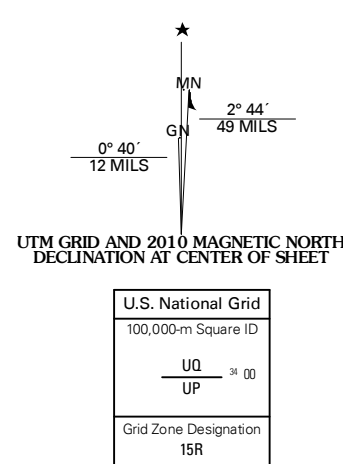 MN
2° 44´
49 MILS
GN
0° 40´
12 MILS
UTM GRID AND 2010 MAGNETIC NORTH
DECLINATION AT CENTER OF SHEET
U.S. National Grid
100,000-m Square ID
UQ
34 00
UP
Grid Zone Designation
15R